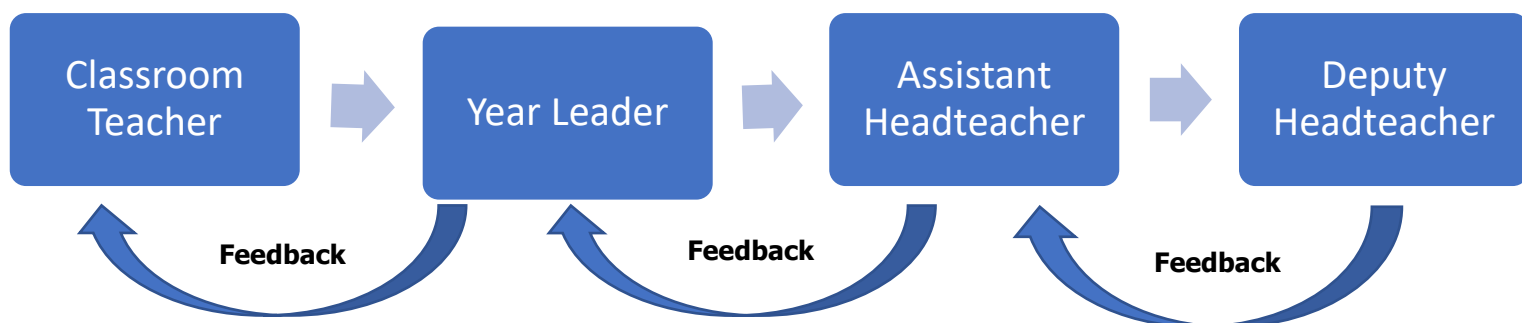 Classroom
Teacher
Year Leader
Assistant
Headteacher
Deputy
Headteacher
Feedback
Feedback
Feedback